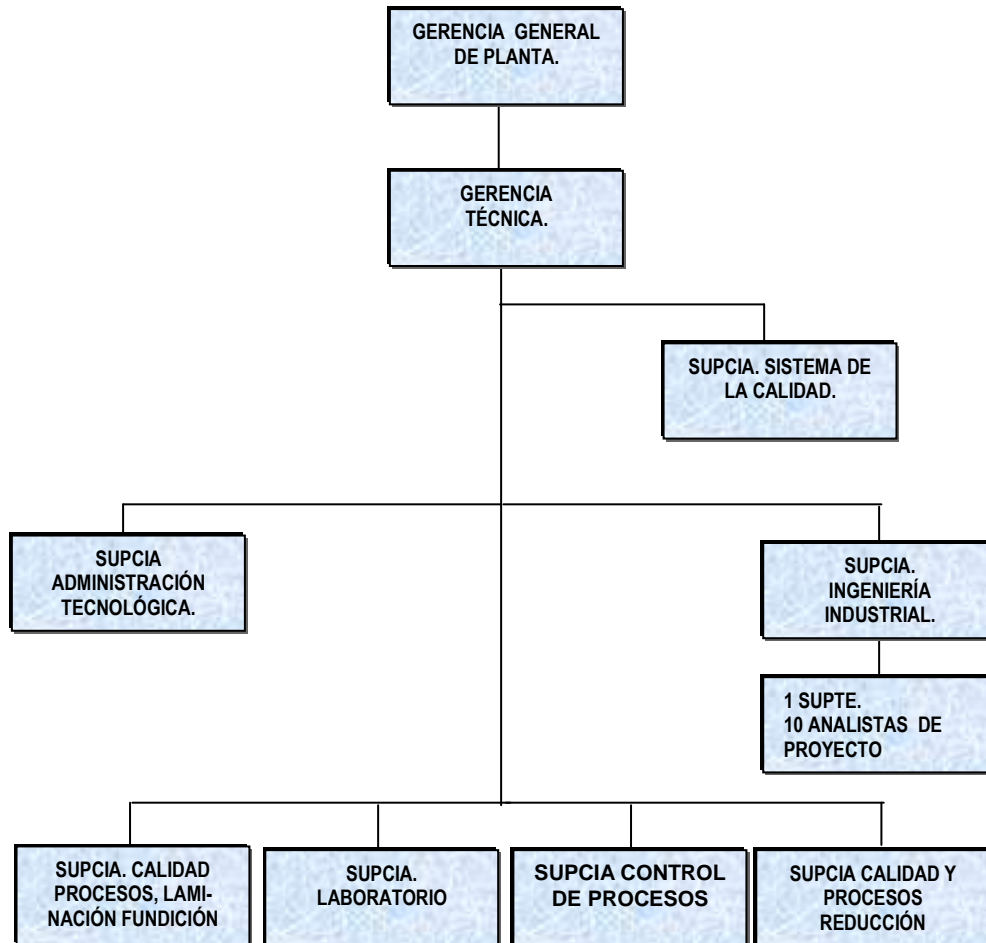 GERENCIA GENERAL
DE PLANTA.
GERENCIA
TÉCNICA.
SUPCIA. SISTEMA DE
LA CALIDAD.
SUPCIA
ADMINISTRACIÓN
TECNOLÓGICA.
SUPCIA.
INGENIERÍA
INDUSTRIAL.
1 SUPTE.
10 ANALISTAS DE
PROYECTO
SUPCIA. CALIDAD
PROCESOS, LAMI-
NACIÓN FUNDICIÓN
SUPCIA.
LABORATORIO
SUPCIA CONTROL
DE PROCESOS
SUPCIA CALIDAD Y
PROCESOS
REDUCCIÓN